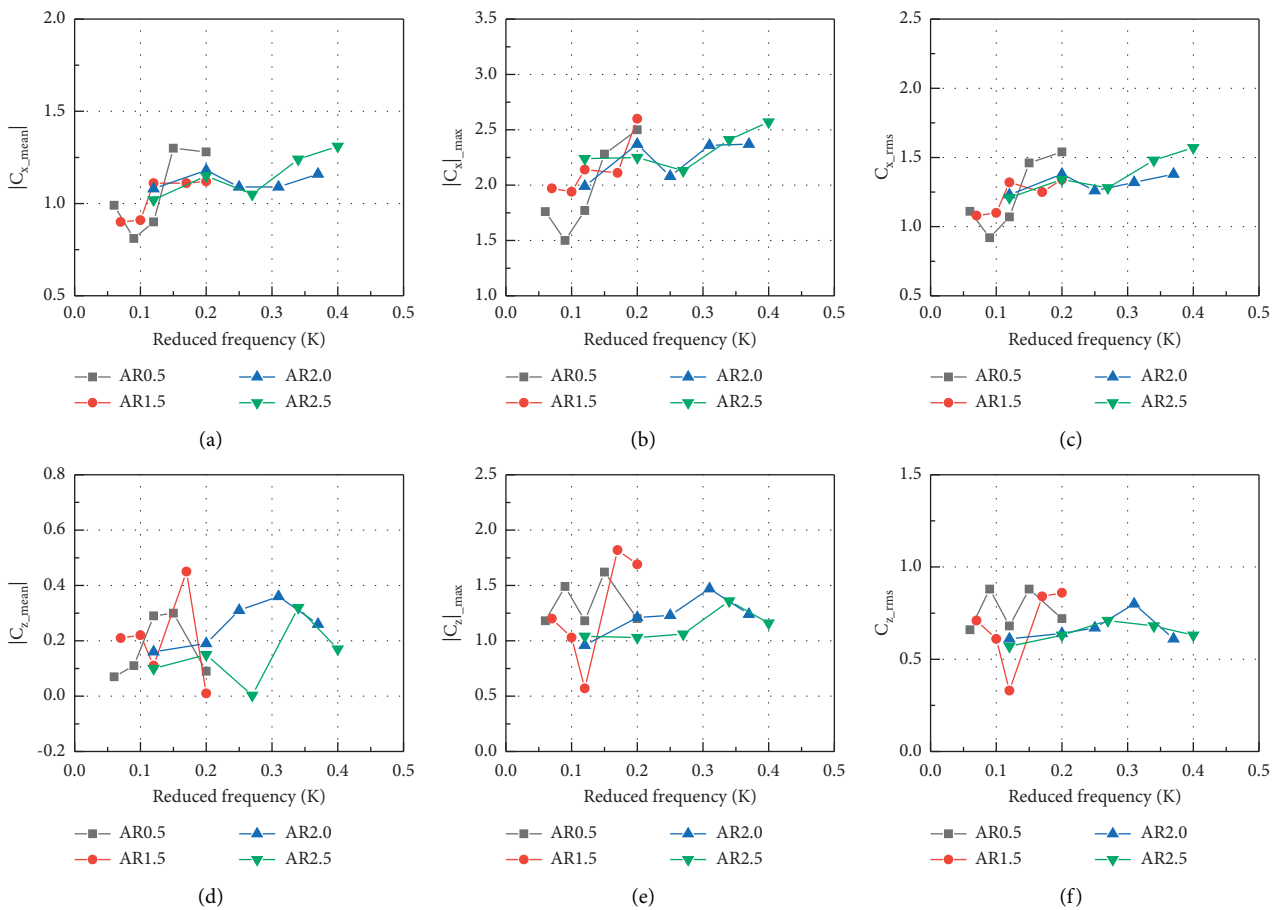 2.0
1.5
1.0
0.5
|C_x_mean|
0.0 0.1 0.2 0.3 0.4 0.5
Reduced frequency (K)
AR0.5 AR2.0
AR1.5 AR2.5
(a)
3.5
3.0
2.5
2.0
1.5
1.0
|C_x|_max
0.0 0.1 0.2 0.3 0.4 0.5
Reduced frequency (K)
AR0.5 AR2.0
AR1.5 AR2.5
(b)
2.5
2.0
1.5
1.0
0.5
C_x_rms
0.0 0.1 0.2 0.3 0.4 0.5
Reduced frequency (K)
AR0.5 AR2.0
AR1.5 AR2.5
(c)
0.8
0.6
0.4
0.2
0.0
-0.2
|C_z_mean|
0.0 0.1 0.2 0.3 0.4 0.5
Reduced frequency (K)
AR0.5 AR2.0
AR1.5 AR2.5
(d)
2.5
2.0
1.5
1.0
0.5
0.0
|C_z|_max
0.0 0.1 0.2 0.3 0.4 0.5
Reduced frequency (K)
AR0.5 AR2.0
AR1.5 AR2.5
(e)
1.5
1.0
0.5
0.0
C_z_rms
0.0 0.1 0.2 0.3 0.4 0.5
Reduced frequency (K)
AR0.5 AR2.0
AR1.5 AR2.5
(f)